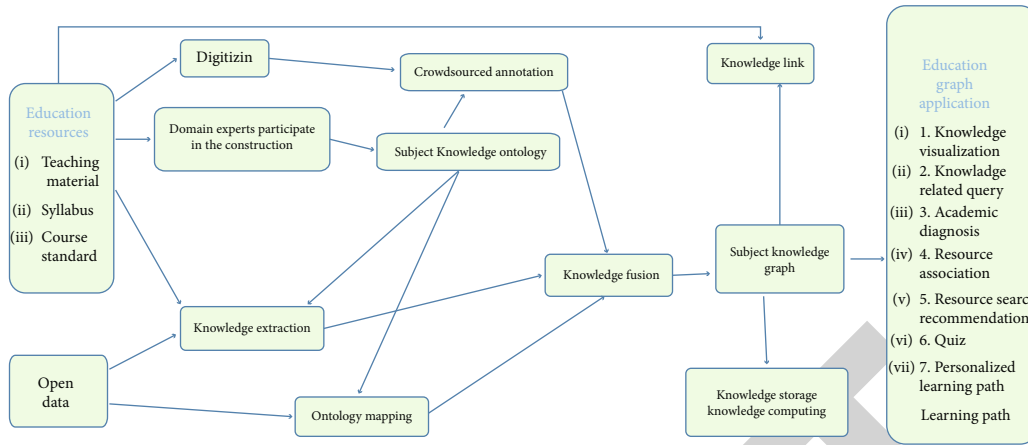 Education
resources
(i) Teaching
material
(ii) Syllabus
(iii) Course
standard
Open
data
Digitizin
Domain experts participate
in the construction
Crowdsourced annotation
Subject Knowledge ontology
Knowledge extraction
Ontology mapping
Knowledge fusion
Knowledge link
Subject knowledge
graph
Knowledge storage
knowledge computing
Education
graph
application
(i) 1. Knowledge
visualization
(ii) 2. Knowladge
related query
(iii) 3. Academic
diagnosis
(iv) 4. Resource
association
(v) 5. Resource search
recommendation
(vi) 6. Quiz
(vii) 7. Personalized
learning path
Learning path